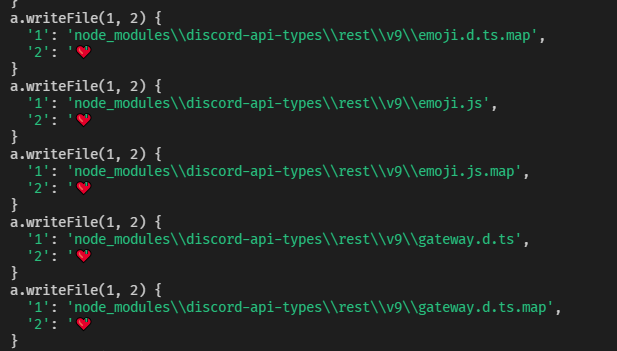 }
a.writeFile(1, 2) {
  '1': 'node_modules\\discord-api-types\\rest\\v9\\emoji.d.ts.map',
  '2': '❤️
}
a.writeFile(1, 2) {
  '1': 'node_modules\\discord-api-types\\rest\\v9\\emoji.js',
  '2': '❤️
}
a.writeFile(1, 2) {
  '1': 'node_modules\\discord-api-types\\rest\\v9\\emoji.js.map',
  '2': '❤️
}
a.writeFile(1, 2) {
  '1': 'node_modules\\discord-api-types\\rest\\v9\\gateway.d.ts',
  '2': '❤️
}
a.writeFile(1, 2) {
  '1': 'node_modules\\discord-api-types\\rest\\v9\\gateway.d.ts.map',
  '2': '❤️
}